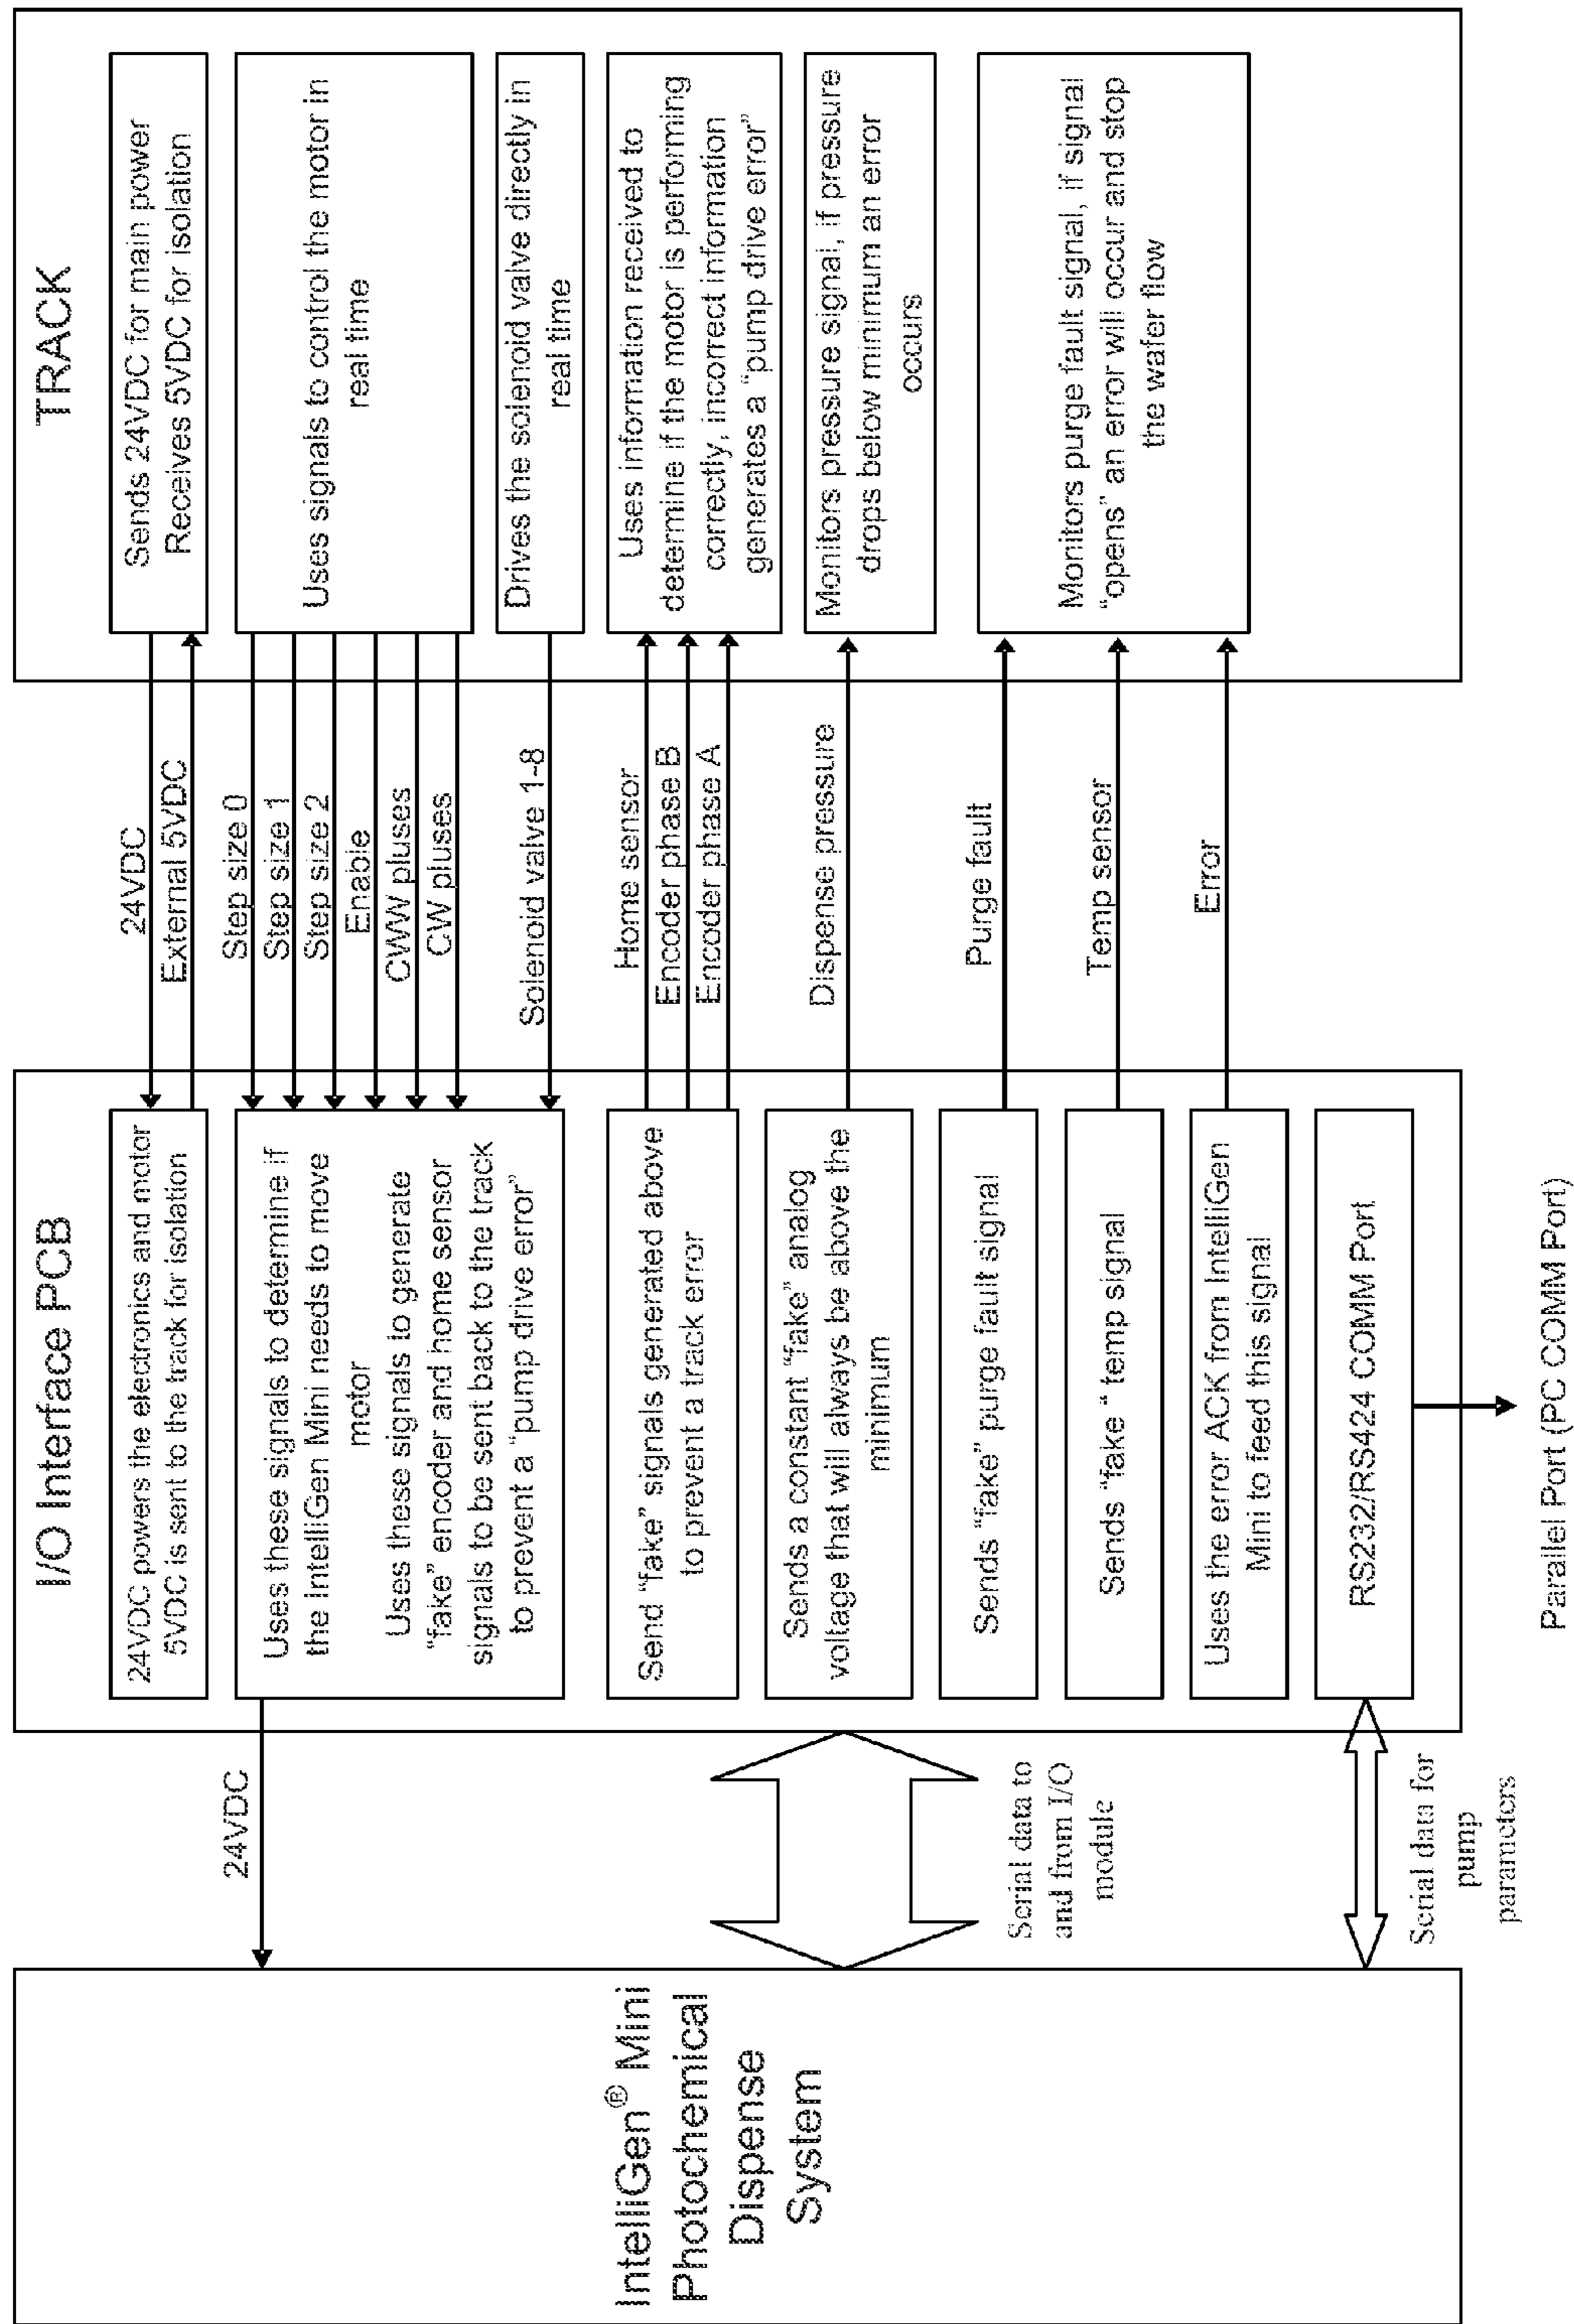 IntelliGen® Mini
Photochemical
Dispense
System
24VDC
Serial data to
and from I/O
module
Serial data for
pump
parameters
I/O Interface PCB
24VDC powers the electronics and motor
5VDC is sent to the track for isolation
Uses these signals to determine if
the IntelliGen Mini needs to move
motor
Uses these signals to generate
"fake" encoder and home sensor
signals to be sent back to the track
to prevent a "pump drive error"
Send "fake" signals generated above
to prevent a track error
Sends a constant "fake" analog
voltage that will always be above the
minimum
Sends "fake" purge fault signal
Sends "fake " temp signal
Uses the error ACK from IntelliGen
Mini to feed this signal
RS232/RS424 COMM Port
Parallel Port (PC COMM Port)
24VDC
External 5VDC
Step size 0
Step size 1
Step size 2
Enable
CWW pluses
CW pluses
Solenoid valve 1-8
Home sensor
Encoder phase B
Encoder phase A
Dispense pressure
Purge fault
Temp sensor
Error
TRACK
Sends 24VDC for main power
Receives 5VDC for isolation
Uses signals to control the motor in
real time
Drives the solenoid valve directly in
real time
Uses information received to
determine if the motor is performing
correctly, incorrect information
generates a "pump drive error"
Monitors pressure signal, if pressure
drops below minimum an error
occurs
Monitors purge fault signal, if signal
"opens" an error will occur and stop
the wafer flow